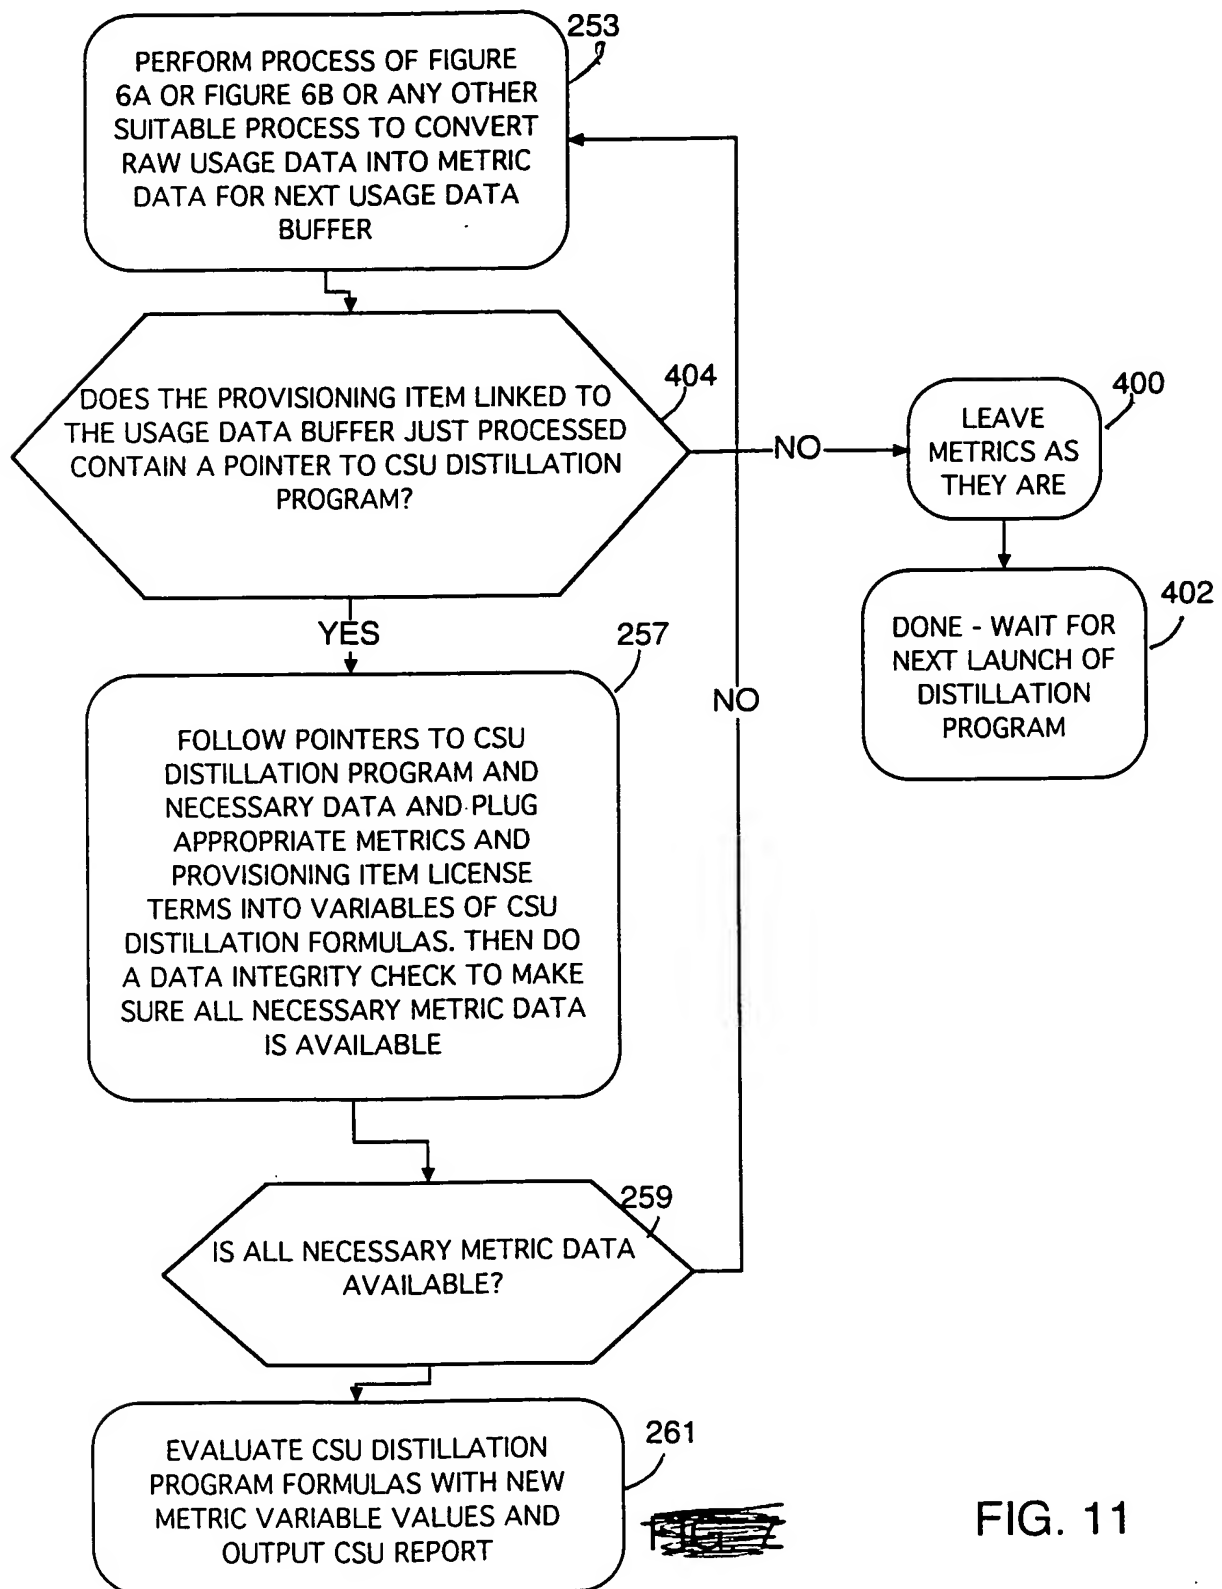 253
PERFORM PROCESS OF FIGURE
6A OR FIGURE 6B OR ANY OTHER
SUITABLE PROCESS TO CONVERT
RAW USAGE DATA INTO METRIC
DATA FOR NEXT USAGE DATA
BUFFER
404
DOES THE PROVISIONING ITEM LINKED TO
THE USAGE DATA BUFFER JUST PROCESSED
CONTAIN A POINTER TO CSU DISTILLATION
PROGRAM?
NO
400
LEAVE
METRICS AS
THEY ARE
402
DONE - WAIT FOR
NEXT LAUNCH OF
DISTILLATION
PROGRAM
YES
257
NO
FOLLOW POINTERS TO CSU
DISTILLATION PROGRAM AND
NECESSARY DATA AND PLUG
APPROPRIATE METRICS AND
PROVISIONING ITEM LICENSE
TERMS INTO VARIABLES OF CSU
DISTILLATION FORMULAS. THEN DO
A DATA INTEGRITY CHECK TO MAKE
SURE ALL NECESSARY METRIC DATA
IS AVAILABLE
259
IS ALL NECESSARY METRIC DATA
AVAILABLE?
261
EVALUATE CSU DISTILLATION
PROGRAM FORMULAS WITH NEW
METRIC VARIABLE VALUES AND
OUTPUT CSU REPORT
FIG. 11